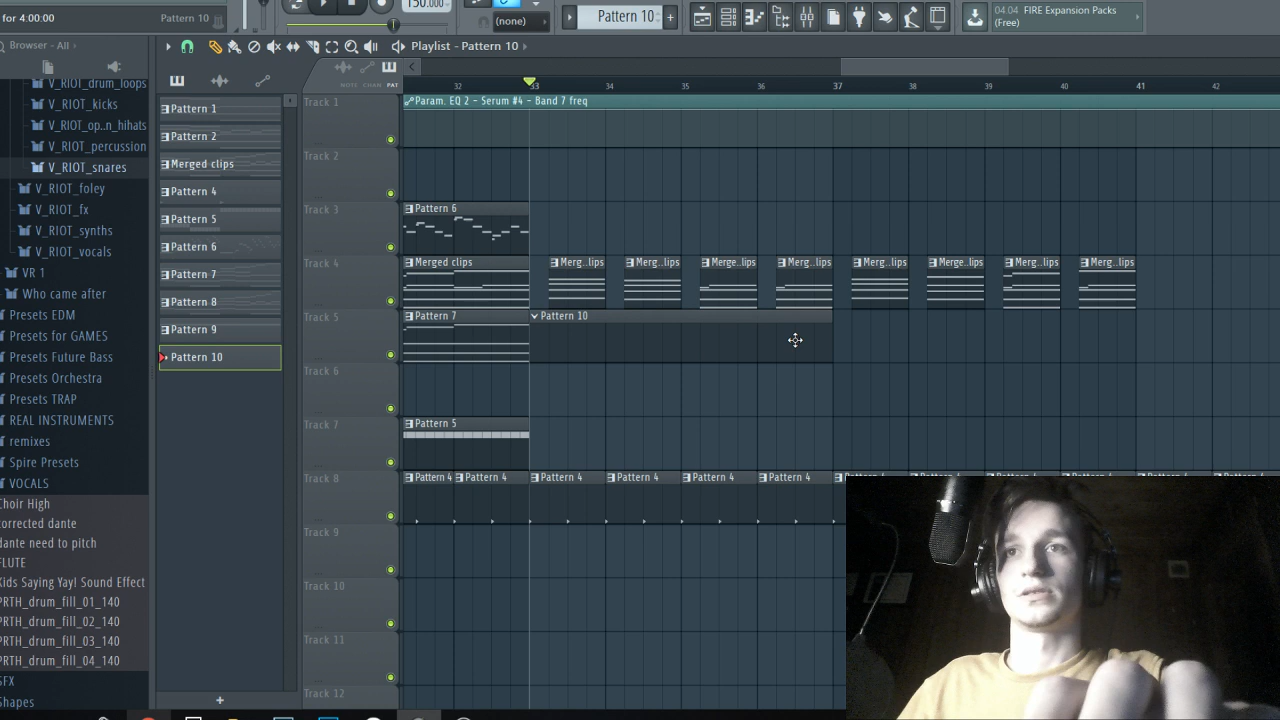 150.000
04.04 FIRE Expansion Packs
(Free)
for 4:00:00
Pattern 10
(none)
Pattern 10
Browser - All
Playlist - Pattern 10
NOTE CHAN PAT
32 33 34 35 36 37 38 39 40 41 42
V_RIOT_drum_loops
V_RIOT_kicks
V_RIOT_op..n_hihats
V_RIOT_percussion
V_RIOT_snares
V_RIOT_foley
V_RIOT_fx
V_RIOT_synths
V_RIOT_vocals
VR 1
Who came after
Presets EDM
Presets for GAMES
Presets Future Bass
Presets Orchestra
Presets TRAP
REAL INSTRUMENTS
remixes
Spire Presets
VOCALS
Choir High
corrected dante
dante need to pitch
FLUTE
Kids Saying Yay! Sound Effect
PRTH_drum_fill_01_140
PRTH_drum_fill_02_140
PRTH_drum_fill_03_140
PRTH_drum_fill_04_140
SFX
Shapes
Pattern 1
Pattern 2
Merged clips
Pattern 4
Pattern 5
Pattern 6
Pattern 7
Pattern 8
Pattern 9
Pattern 10
Track 1
Param. EQ 2 - Serum #4 - Band 7 freq
Track 2
Track 3
Pattern 6
Track 4
Merged clips Merg..lips Merg..lips Merge..lips Merg..lips Merg..lips Merge..lips Merg..lips Merg..lips
Track 5
Pattern 7 Pattern 10
Track 6
Track 7
Pattern 5
Track 8
Pattern 4 Pattern 4 Pattern 4 Pattern 4 Pattern 4 Pattern 4
Track 9
Track 10
Track 11
Track 12